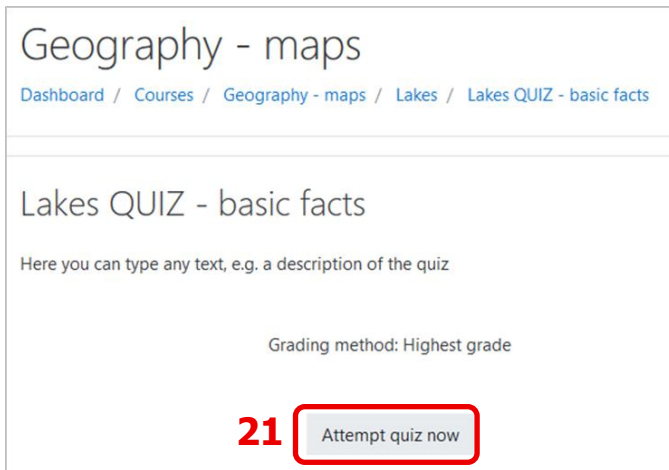 Geography - maps
Dashboard / Courses / Geography - maps / Lakes / Lakes QUIZ - basic facts
Lakes QUIZ - basic facts
Here you can type any text, e.g. a description of the quiz
Grading method: Highest grade
21 Attempt quiz now